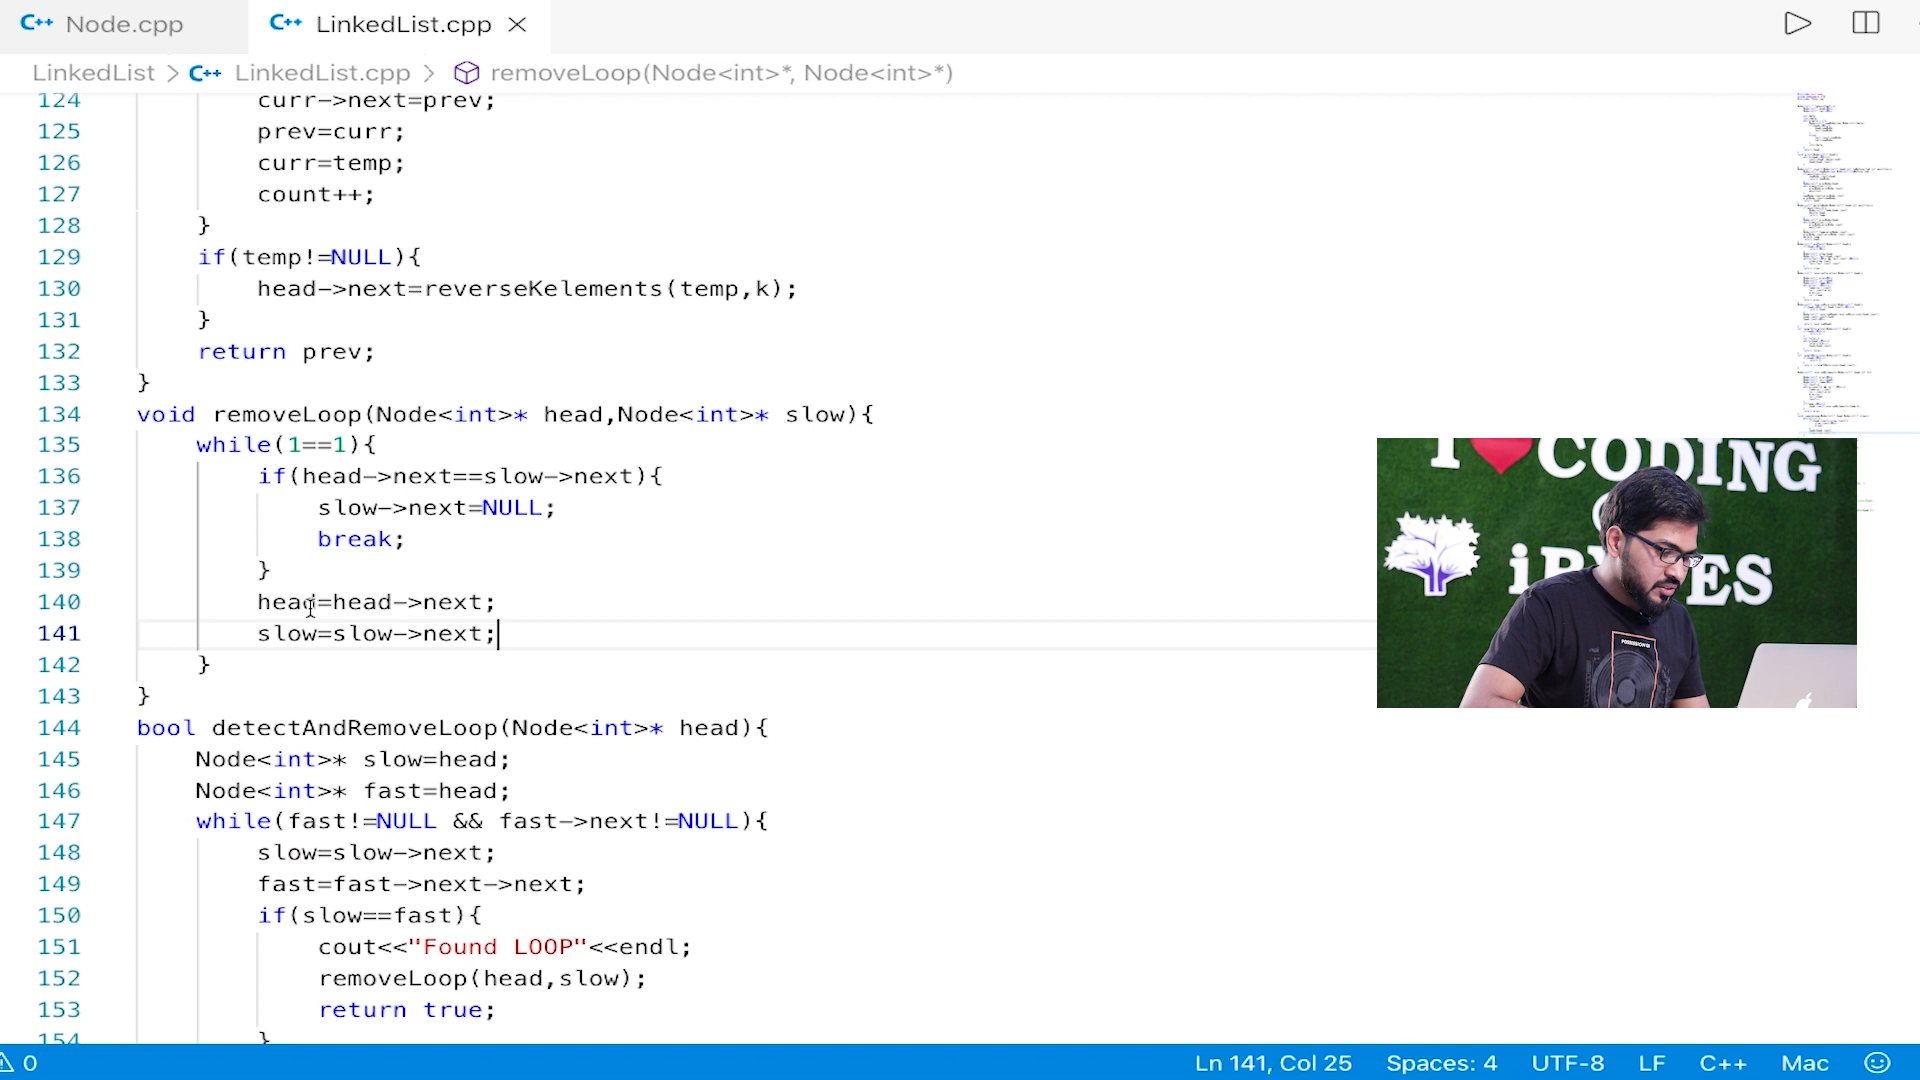 Node.cpp
LinkedList.cpp
LinkedList > LinkedList.cpp > removeLoop(Node<int>*, Node<int>*)
124 curr->next=prev;
125 prev=curr;
126 curr=temp;
127 count++;
128 }
129 if(temp!=NULL){
130 head->next=reverseKelements(temp,k);
131 }
132 return prev;
133 }
134 void removeLoop(Node<int>* head,Node<int>* slow){
135 while(1==1){
136 if(head->next==slow->next){
137 slow->next=NULL;
138 break;
139 }
140 head=head->next;
141 slow=slow->next;
142 }
143 }
144 bool detectAndRemoveLoop(Node<int>* head){
145 Node<int>* slow=head;
146 Node<int>* fast=head;
147 while(fast!=NULL && fast->next!=NULL){
148 slow=slow->next;
149 fast=fast->next->next;
150 if(slow==fast){
151 cout<<"Found LOOP"<<endl;
152 removeLoop(head,slow);
153 return true;
154 }
I CODING
0 Ln 141, Col 25 Spaces: 4 UTF-8 LF C++ Mac